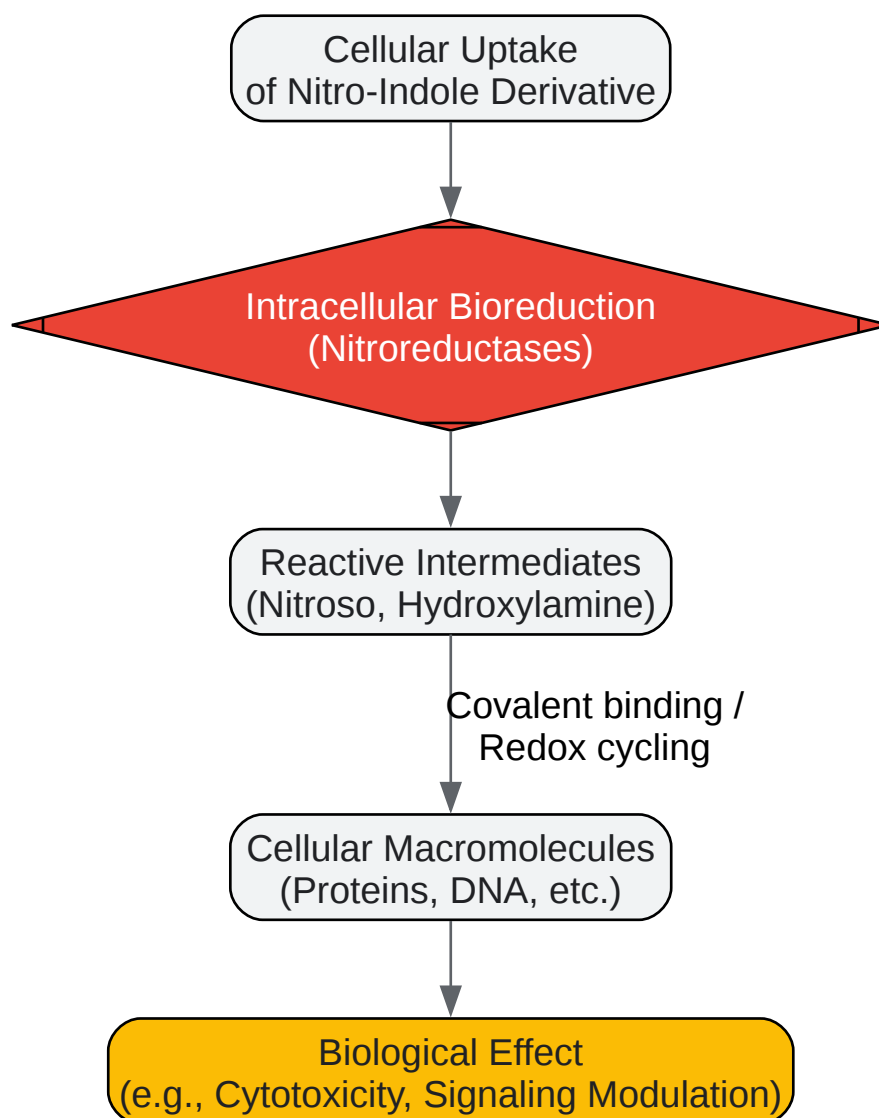 Cellular Uptake
of Nitro-Indole Derivative
Intracellular Bioreduction
(Nitroreductases)
Reactive Intermediates
(Nitroso, Hydroxylamine)
Covalent binding /
Redox cycling
Cellular Macromolecules
(Proteins, DNA, etc.)
Biological Effect
(e.g., Cytotoxicity, Signaling Modulation)